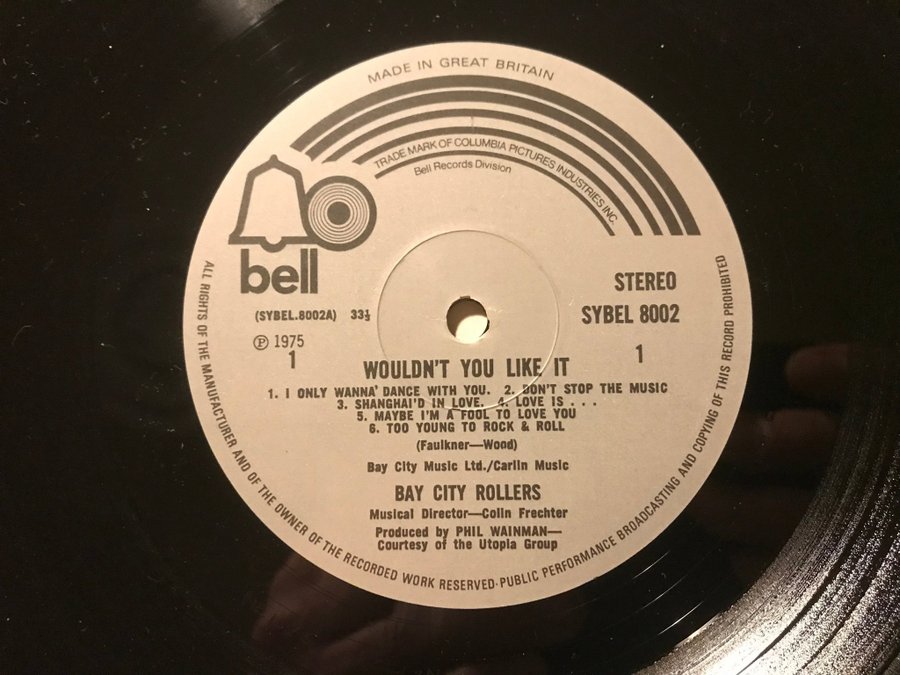 MADE IN GREAT BRITAIN
TRADE MARK OF COLUMBIA PICTURES INDUSTRIES INC.
Bell Records Division
bell
STEREO
SYBEL 8002
(SYBEL.8002A) 33⅓
℗ 1975
1
1
WOULDN'T YOU LIKE IT
1. I ONLY WANNA' DANCE WITH YOU. 2. DON'T STOP THE MUSIC
3. SHANGHAI'D IN LOVE. 4. LOVE IS . . .
5. MAYBE I'M A FOOL TO LOVE YOU
6. TOO YOUNG TO ROCK & ROLL
(Faulkner—Wood)
Bay City Music Ltd./Carlin Music
BAY CITY ROLLERS
Musical Director—Colin Frechter
Produced by PHIL WAINMAN—
Courtesy of the Utopia Group
ALL RIGHTS OF THE MANUFACTURER AND OF THE OWNER OF THE RECORDED WORK RESERVED·PUBLIC PERFORMANCE BROADCASTING AND COPYING OF THIS RECORD PROHIBITED